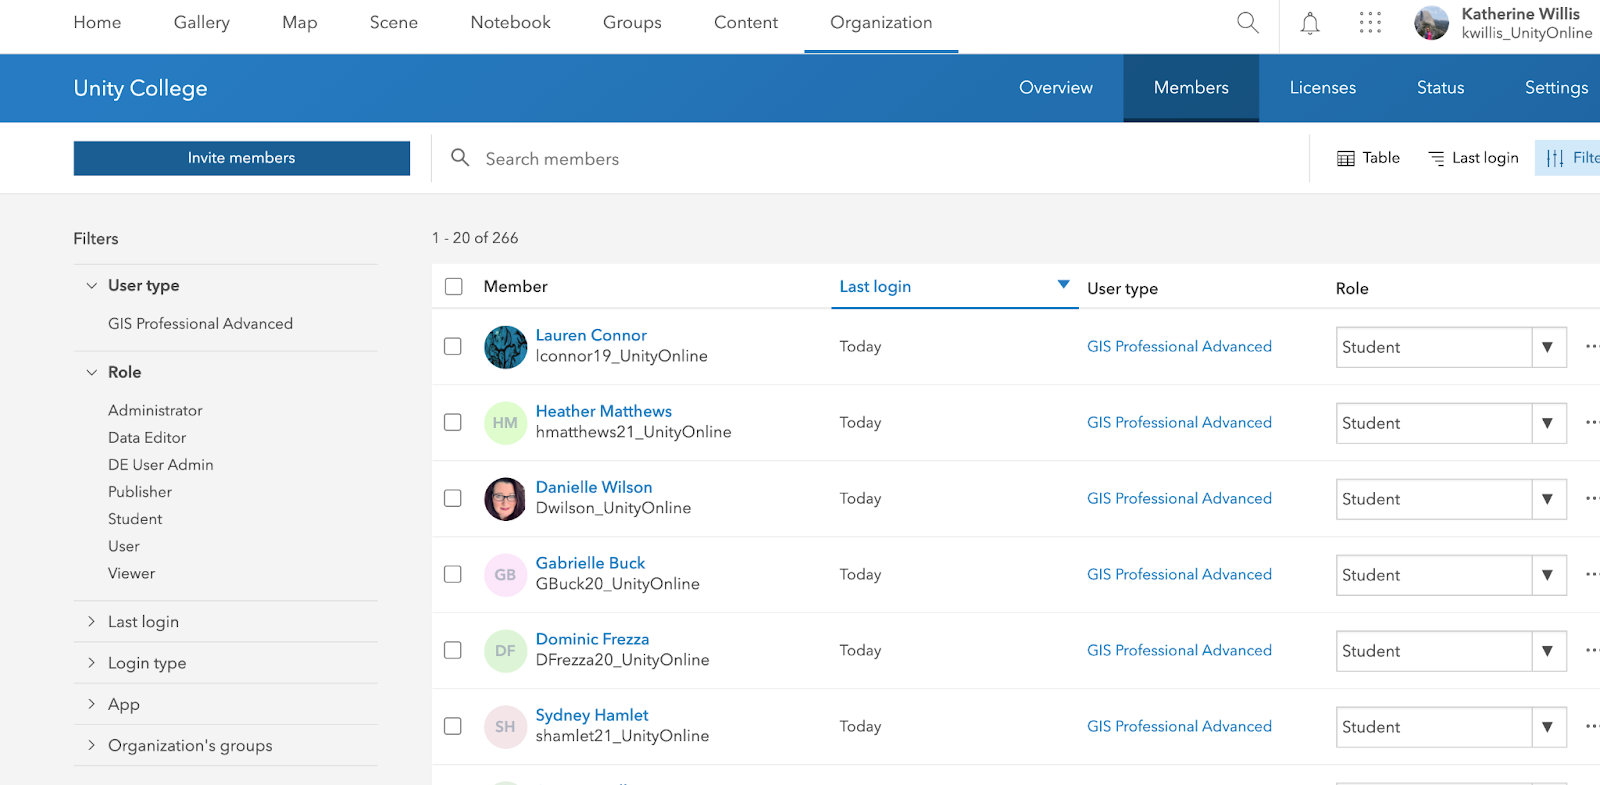 Home Gallery Map Scene Notebook Groups Content Organization
Katherine Willis
kwillis_UnityOnline
Unity College Overview Members Licenses Status Settings
Invite members Search members Table Last login
Filters
1 - 20 of 266
User type
GIS Professional Advanced
Role
Administrator
Data Editor
DE User Admin
Publisher
Student
User
Viewer
Last login
Login type
App
Organization's groups
Member Last login User type Role
Lauren Connor
lconnor19_UnityOnline
Today GIS Professional Advanced Student
HM Heather Matthews
hmatthews21_UnityOnline
Today GIS Professional Advanced Student
Danielle Wilson
Dwilson_UnityOnline
Today GIS Professional Advanced Student
GB Gabrielle Buck
GBuck20_UnityOnline
Today GIS Professional Advanced Student
DF Dominic Frezza
DFrezza20_UnityOnline
Today GIS Professional Advanced Student
SH Sydney Hamlet
shamlet21_UnityOnline
Today GIS Professional Advanced Student